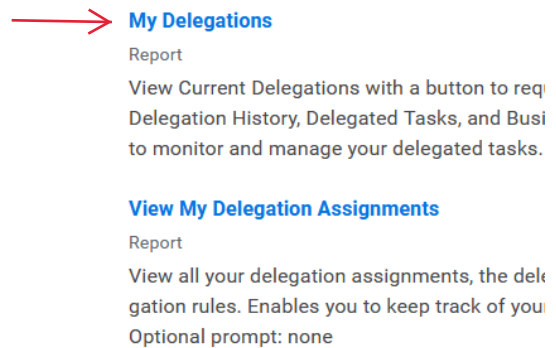 My Delegations
Report
View Current Delegations with a button to
Delegation History, Delegated Tasks, and
to monitor and manage your delegated tasks.
View My Delegation Assignments
Report
View all your delegation assignments, the
gation rules. Enables you to keep track of
Optional prompt: none